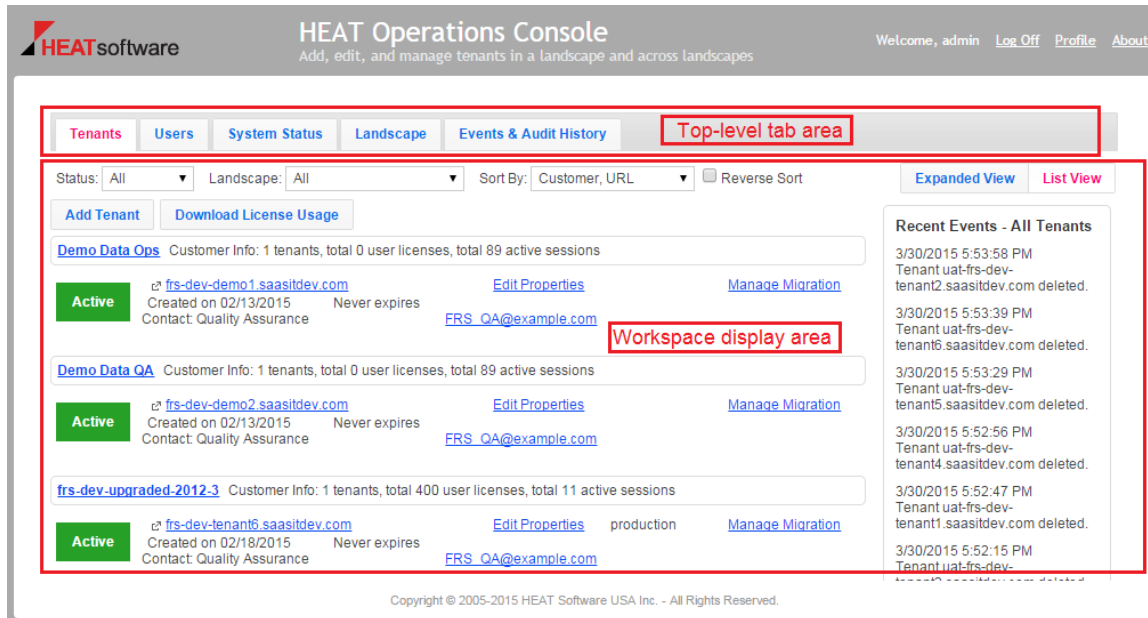 HEATsoftware
HEAT Operations Console
Add, edit, and manage tenants in a landscape and across landscapes
Welcome, admin Log Off Profile About
Tenants Users System Status Landscape Events & Audit History
Top-level tab area
Status: All Landscape: All Sort By: Customer, URL Reverse Sort
Expanded View List View
Add Tenant Download License Usage
Demo Data Ops Customer Info: 1 tenants, total 0 user licenses, total 89 active sessions
Active
frs-dev-demo1.saasitdev.com Edit Properties Manage Migration
Created on 02/13/2015 Never expires
Contact: Quality Assurance FRS_QA@example.com
Workspace display area
Demo Data QA Customer Info: 1 tenants, total 0 user licenses, total 89 active sessions
Active
frs-dev-demo2.saasitdev.com Edit Properties Manage Migration
Created on 02/13/2015 Never expires
Contact: Quality Assurance FRS_QA@example.com
frs-dev-upgraded-2012-3 Customer Info: 1 tenants, total 400 user licenses, total 11 active sessions
Active
frs-dev-tenant6.saasitdev.com Edit Properties production Manage Migration
Created on 02/18/2015 Never expires
Contact: Quality Assurance FRS_QA@example.com
Recent Events - All Tenants
3/30/2015 5:53:58 PM
Tenant uat-frs-dev-
tenant2.saasitdev.com deleted.
3/30/2015 5:53:39 PM
Tenant uat-frs-dev-
tenant6.saasitdev.com deleted.
3/30/2015 5:53:29 PM
Tenant uat-frs-dev-
tenant5.saasitdev.com deleted.
3/30/2015 5:52:56 PM
Tenant uat-frs-dev-
tenant4.saasitdev.com deleted.
3/30/2015 5:52:47 PM
Tenant uat-frs-dev-
tenant1.saasitdev.com deleted.
3/30/2015 5:52:15 PM
Tenant uat-frs-dev-
Copyright © 2005-2015 HEAT Software USA Inc. - All Rights Reserved.